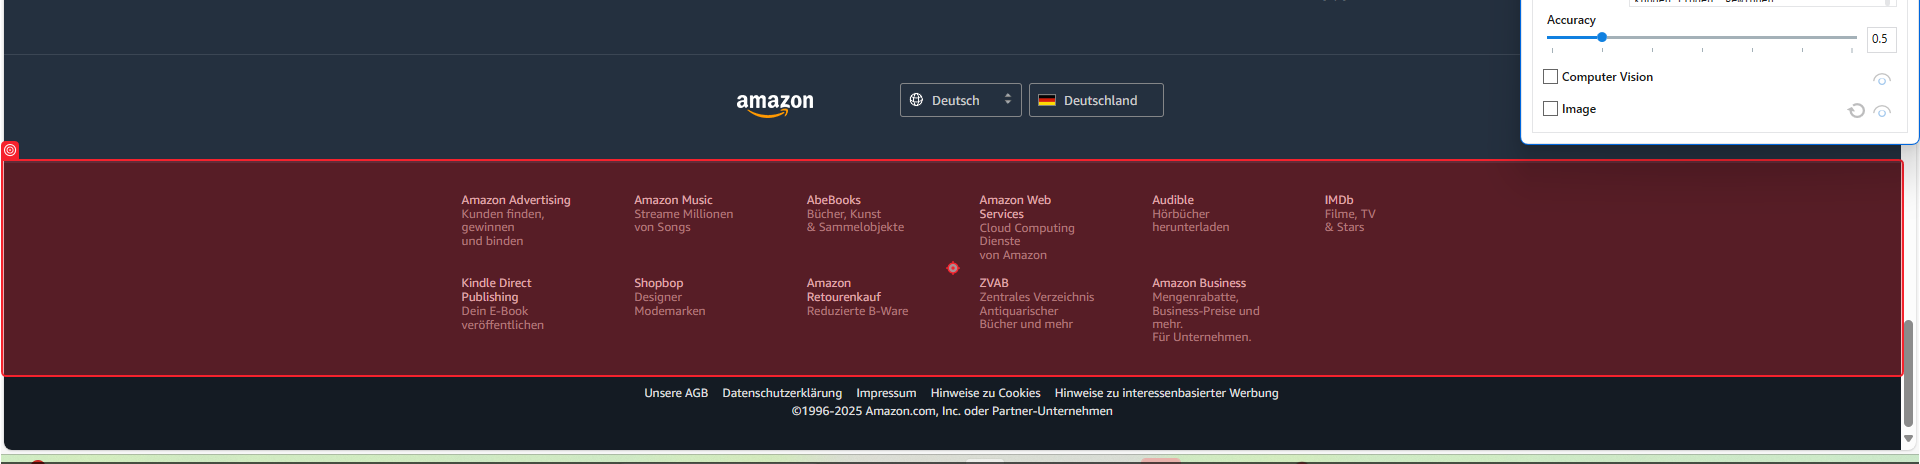 Accuracy
0.5
Computer Vision
Image
amazon
Deutsch
Deutschland
Amazon Advertising
Kunden finden,
gewinnen
und binden
Amazon Music
Streame Millionen
von Songs
AbeBooks
Bücher, Kunst
& Sammelobjekte
Amazon Web
Services
Cloud Computing
Dienste
von Amazon
Audible
Hörbücher
herunterladen
IMDb
Filme, TV
& Stars
Kindle Direct
Publishing
Dein E-Book
veröffentlichen
Shopbop
Designer
Modemarken
Amazon
Retourenkauf
Reduzierte B-Ware
ZVAB
Zentrales Verzeichnis
Antiquarischer
Bücher und mehr
Amazon Business
Mengenrabatte,
Business-Preise und
mehr.
Für Unternehmen.
Unsere AGB Datenschutzerklärung Impressum Hinweise zu Cookies Hinweise zu interessenbasierter Werbung
©1996-2025 Amazon.com, Inc. oder Partner-Unternehmen